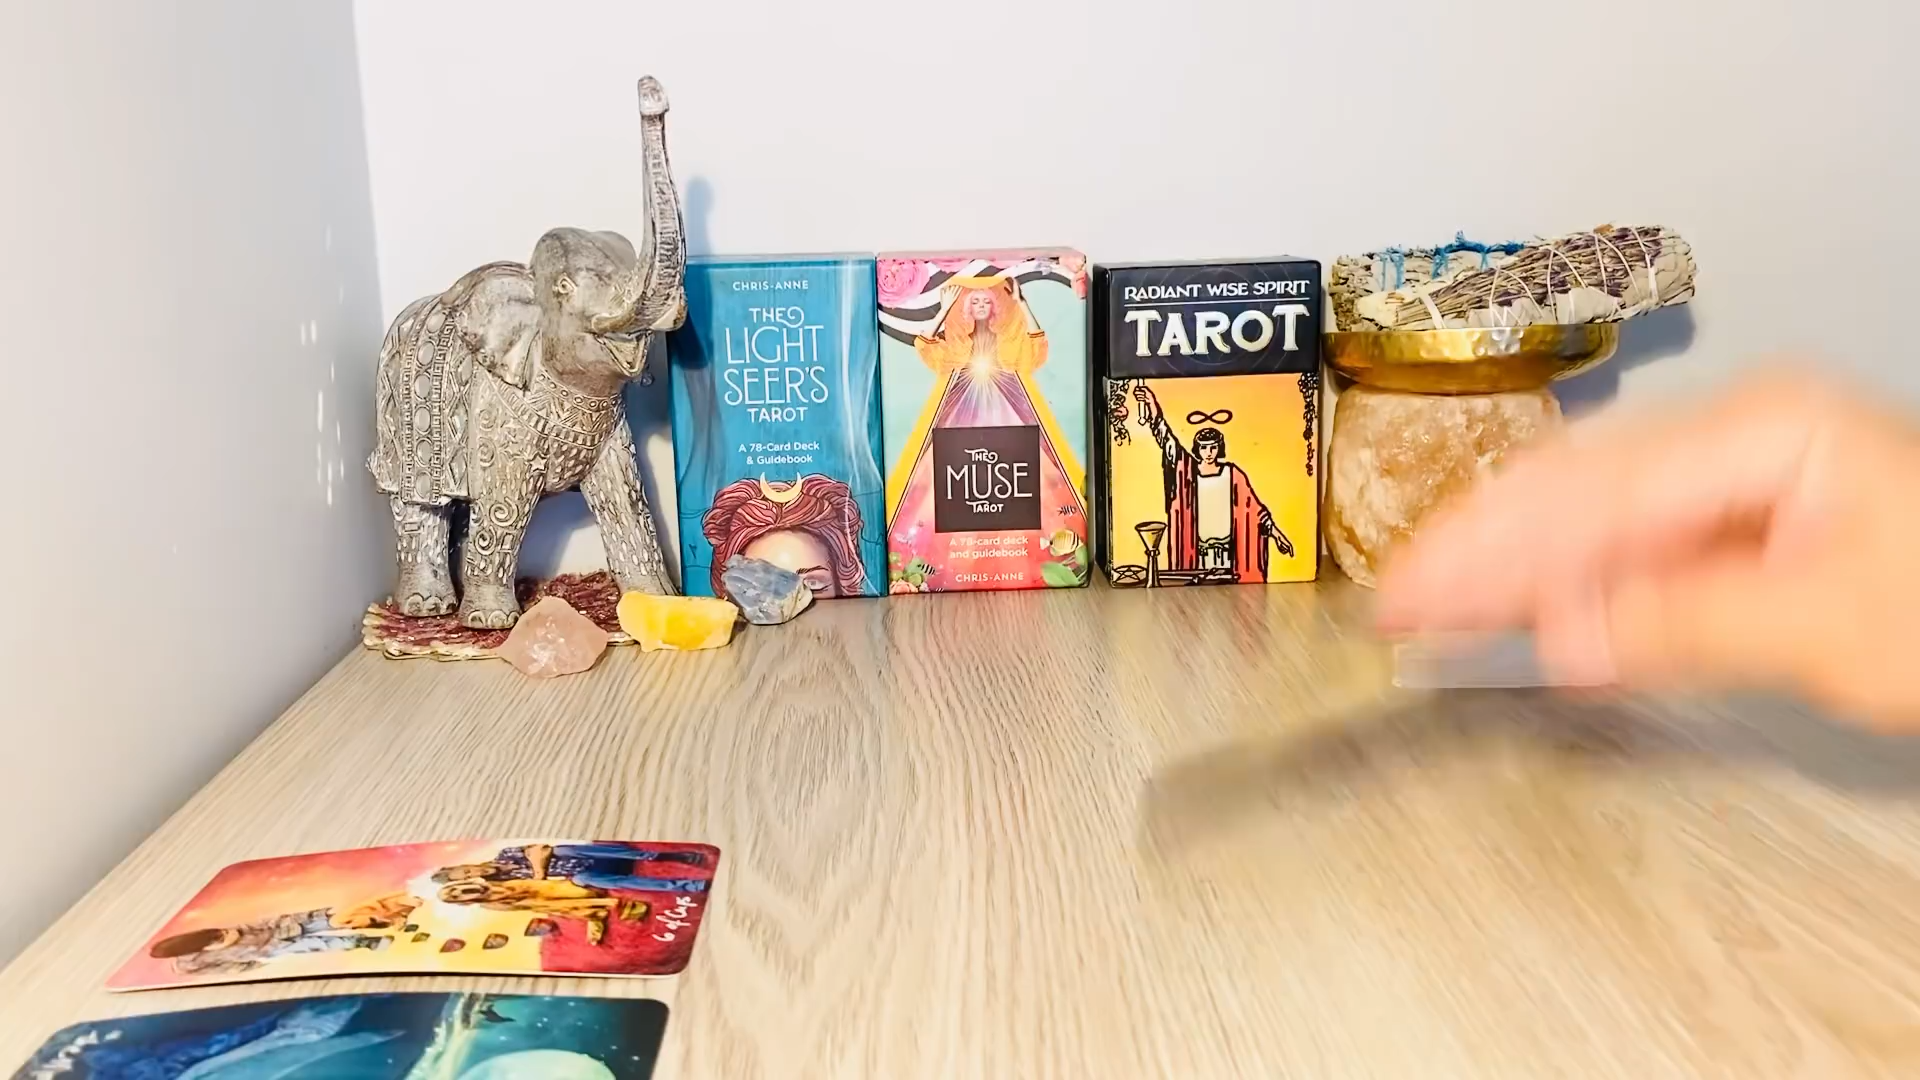 CHRIS-ANNE
THE
LIGHT
SEER'S
TAROT
A 78-Card Deck
& Guidebook
THE
MUSE
TAROT
A 78-card deck
and guidebook
CHRIS-ANNE
RADIANT WISE SPIRIT
TAROT
6 of Cups